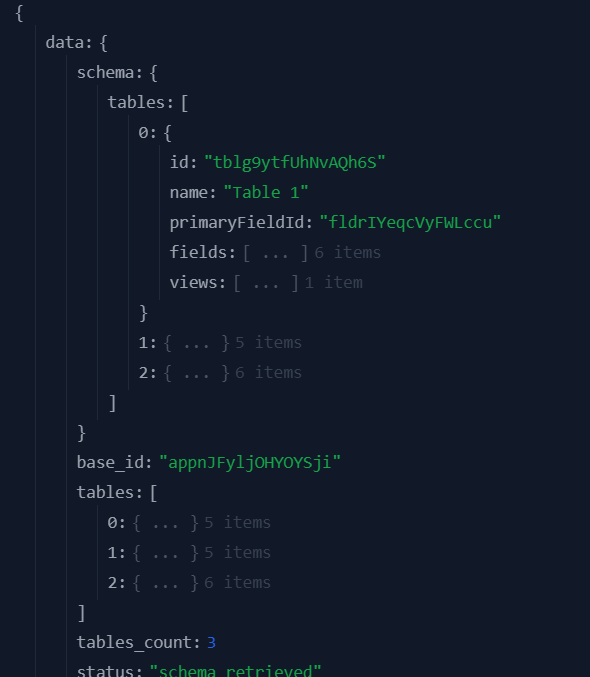 {
data: {
schema: {
tables: [
0: {
id: "tblg9ytfUhNvAQh6S"
name: "Table 1"
primaryFieldId: "fldrIYeqcVyFWLccu"
fields: [ ... ] 6 items
views: [ ... ] 1 item
}
1: { ... } 5 items
2: { ... } 6 items
]
}
base_id: "appnJFyljOHYOYSji"
tables: [
0: { ... } 5 items
1: { ... } 5 items
2: { ... } 6 items
]
tables_count: 3
status: "schema retrieved"